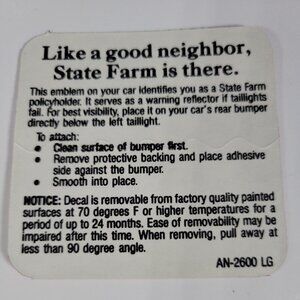 Like a good neighbor,
State Farm is there.
This emblem on your car identifies you as a State Farm
policyholder. It serves as a warning reflector if taillights
fail. For best visibility, place it on your car's rear bumper
directly below the left taillight.
To attach:
• Clean surface of bumper first.
• Remove protective backing and place adhesive
side against the bumper.
• Smooth into place.
NOTICE: Decal is removable from factory quality painted
surfaces at 70 degrees F or higher temperatures for a
period of up to 24 months. Ease of removability may be
impaired after this time. When removing, pull away at
less than 90 degree angle.
AN-2600 LG